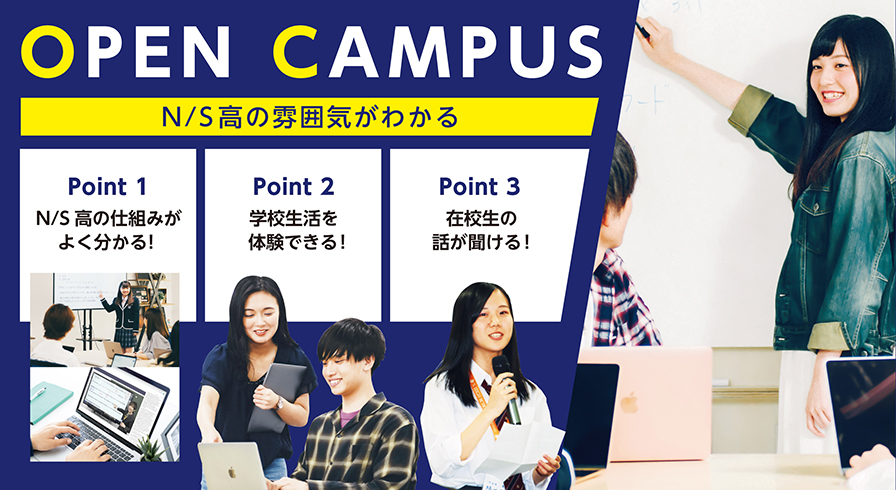 OPEN CAMPUS
N/S高の雰囲気がわかる
Point 1
N/S 高の仕組みが
よく分かる!
Point 2
学校生活を
体験できる!
Point 3
在校生の
話が聞ける!